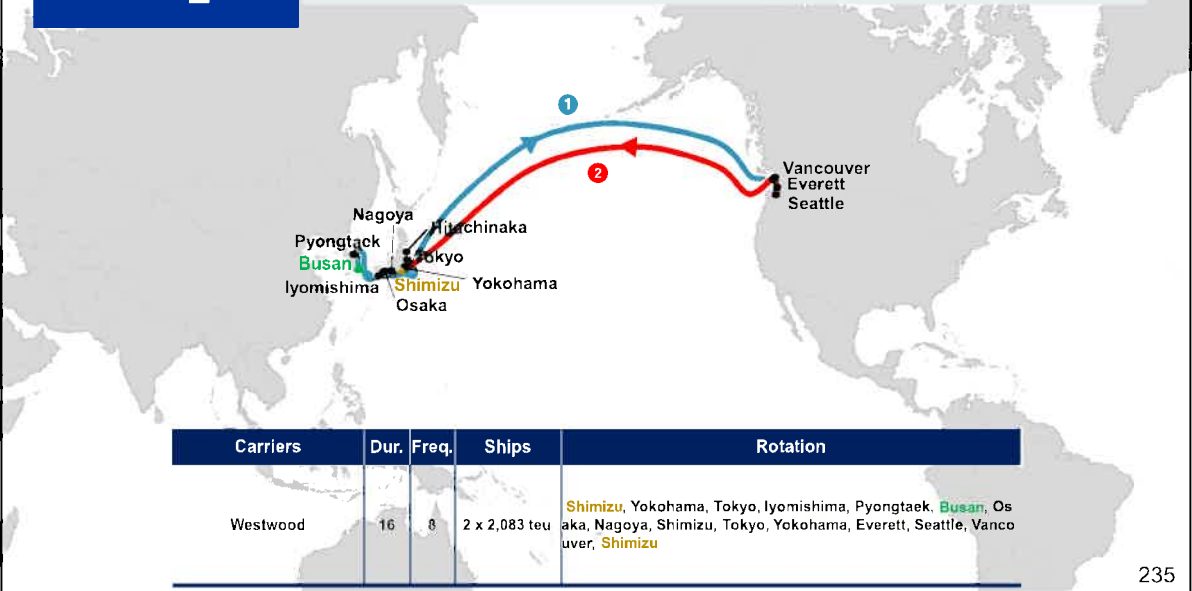 1
2
Vancouver
Everett
Seattle
Nagoya
Hitachinaka
Pyongtack
Tokyo
Busan
Iyomishima
Shimizu
Yokohama
Osaka
Carriers Dur. Freq. Ships Rotation
Shimizu, Yokohama, Tokyo, Iyomishima, Pyongtaek, Busan, Os
Westwood 16 8 2 x 2,083 teu aka, Nagoya, Shimizu, Tokyo, Yokohama, Everett, Seattle, Vanco
uver, Shimizu
235